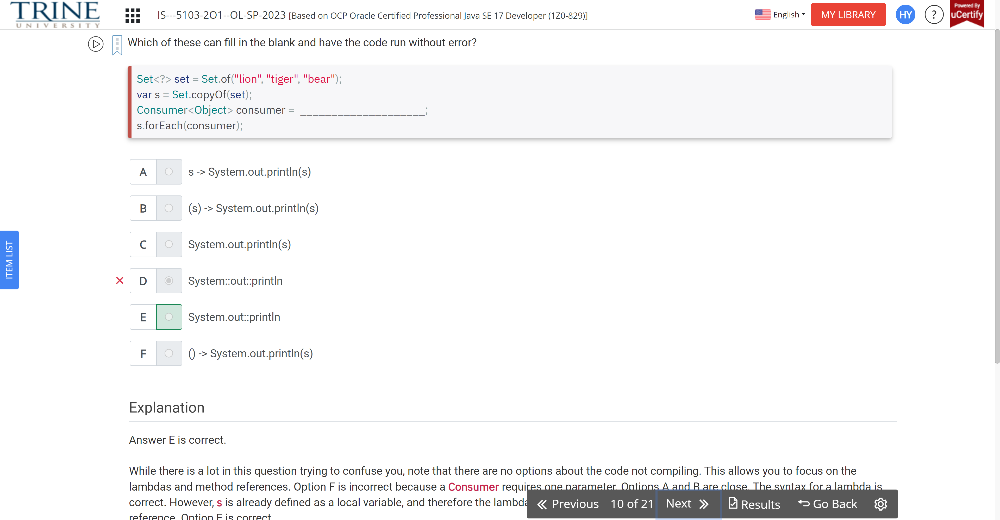 TRINE
UNIVERSITY
IS---5103-2O1--OL-SP-2023 [Based on OCP Oracle Certified Professional Java SE 17 Developer (1Z0-829)]
English
MY LIBRARY
HY
?
Powered By
uCertify
Which of these can fill in the blank and have the code run without error?
Set<?> set = Set.of("lion", "tiger", "bear");
var s = Set.copyOf(set);
Consumer<Object> consumer = ____________________;
s.forEach(consumer);
A s -> System.out.println(s)
B (s) -> System.out.println(s)
C System.out.println(s)
D System::out::println
E System.out::println
F () -> System.out.println(s)
ITEM LIST
Explanation
Answer E is correct.
While there is a lot in this question trying to confuse you, note that there are no options about the code not compiling. This allows you to focus on the
lambdas and method references. Option F is incorrect because a Consumer requires one parameter. Options A and B are close. The syntax for a lambda is
correct. However, s is already defined as a local variable, and therefore the lambda
reference. Option E is correct.
Previous 10 of 21 Next Results Go Back